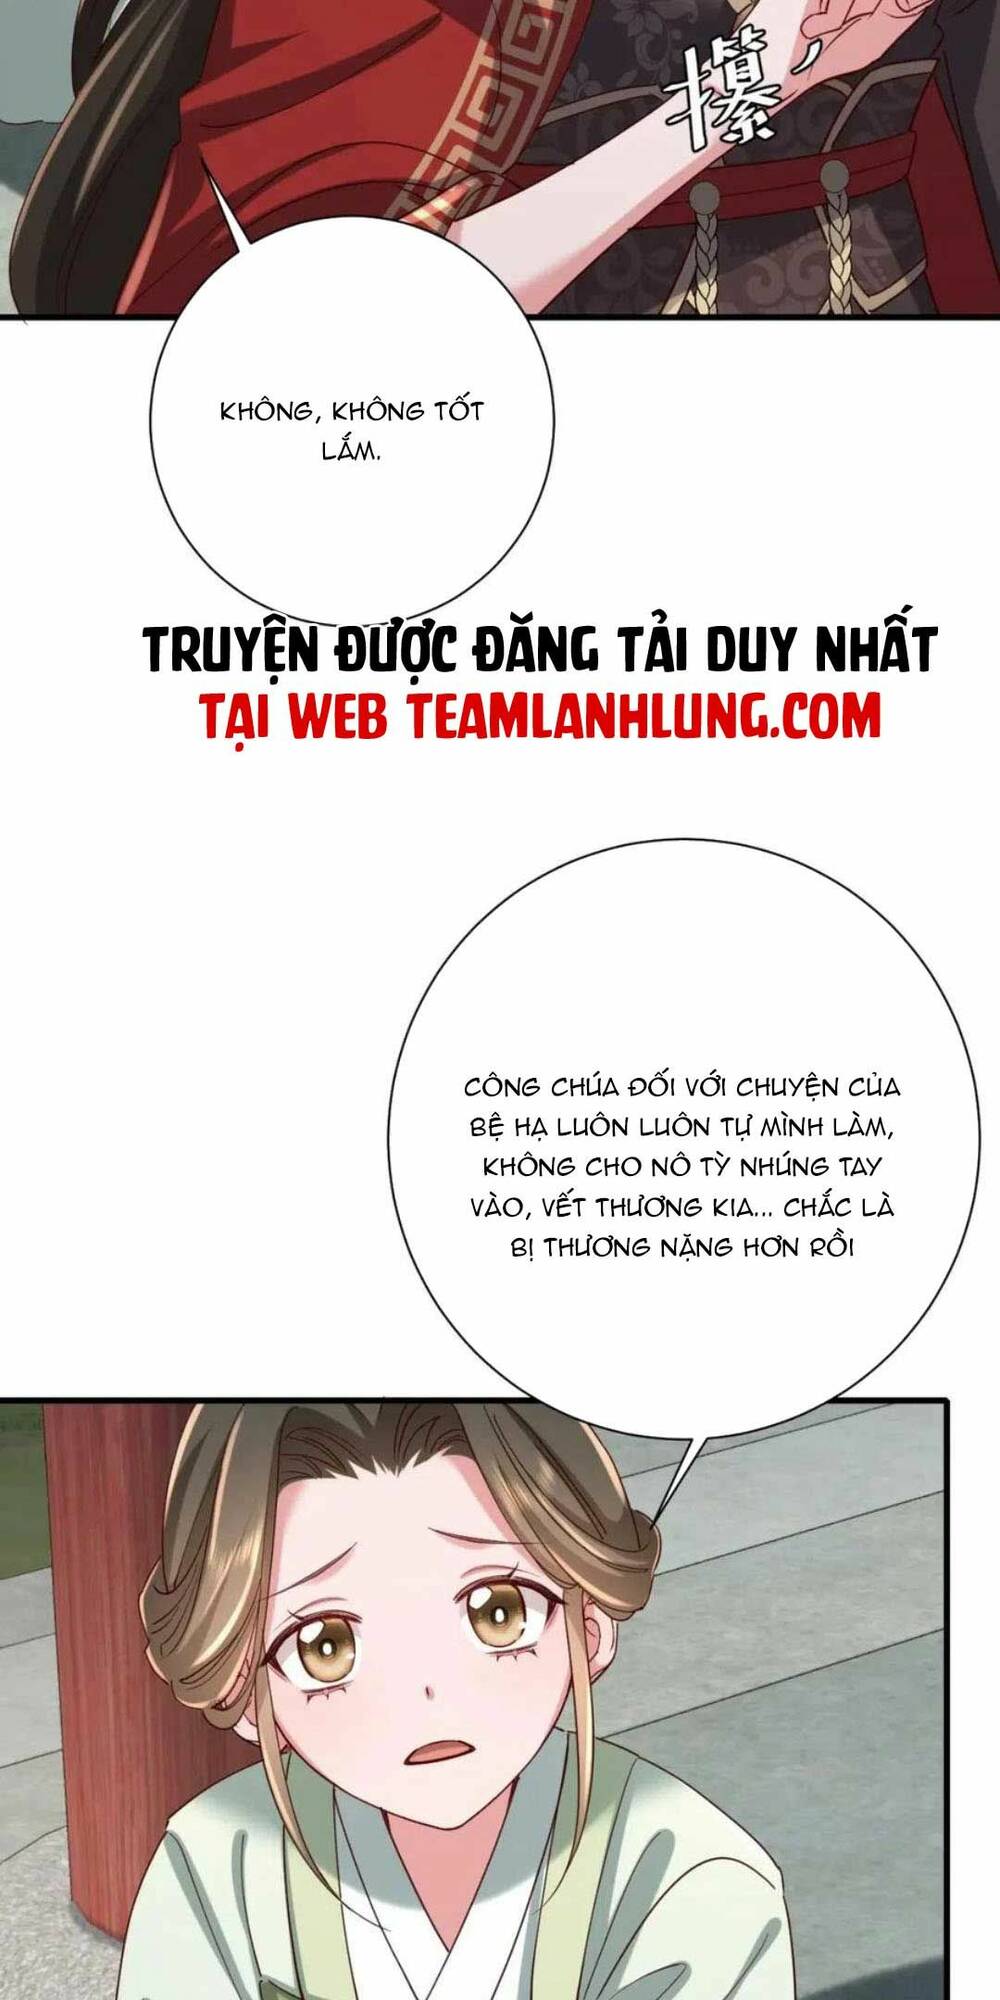 KHÔNG, KHÔNG TỐT
LẮM.
TRUYỆN ĐƯỢC ĐĂNG TẢI DUY NHẤT
TẠI WEB TEAMLANHLUNG.COM
CÔNG CHÚA ĐỐI VỚI CHUYỆN CỦA
BỆ HẠ LUÔN LUÔN TỰ MÌNH LÀM,
KHÔNG CHO NÔ TỲ NHÚNG TAY
VÀO, VẾT THƯƠNG KIA... CHẮC LÀ
BỊ THƯƠNG NẶNG HƠN RỒI